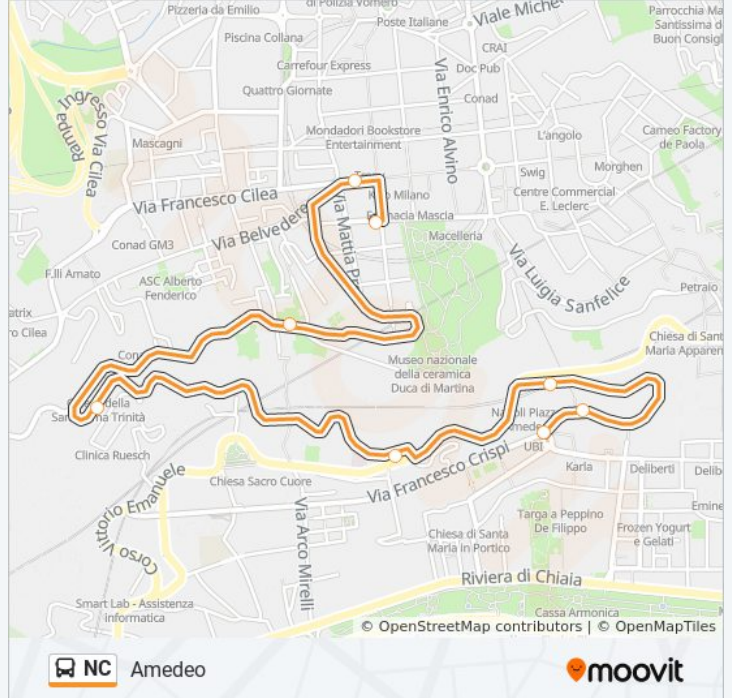 Pizzeria da Emilio
di Polizia Vomero
Poste Italiane
Viale Michel
Parrocchia Ma
Santissima d
Buon Consigl
Piscina Collana
CRAI
Carrefour Express
Doc Pub
Quattro Giornate
Conad
Ingresso Via Cilea
Rampa
Via Enrico Alvino
Mondadori Bookstore
Entertainment
L'angolo
Cameo Factory
de Paola
Mascagni
Swig
Morghen
Centre Commercial
E. Leclerc
Via Francesco Cilea
Milano
Mascia
Via Belvedere
Via Mattia Pr
Conad GM3
Macelleria
Via Luigia Sanfelice
F.lli Amato
ASC Alberto
Fenderico
Petraio
atrix
o Cilea
Chiesa di Sant
Maria Apparen
Con
Museo nazionale
della ceramica
Duca di Martina
della
Trinità
Napoli Piazz
UBI
Clinica Ruesch
Karla
Deliberti
Delib
Chiesa Sacro Cuore
Via Francesco Crispi
Corso Vittorio Emanuele
Via Arco Mirelli
Emine
Targa a Peppino
De Filippo
Frozen Yogurt
e Gelati
Chiesa di Santa
Maria in Portico
Riviera di Chiaia
Smart Lab - Assistenza
informatica
Cassa Armonica
© OpenStreetMap contributors | © OpenMapTiles
NC Amedeo
moovit